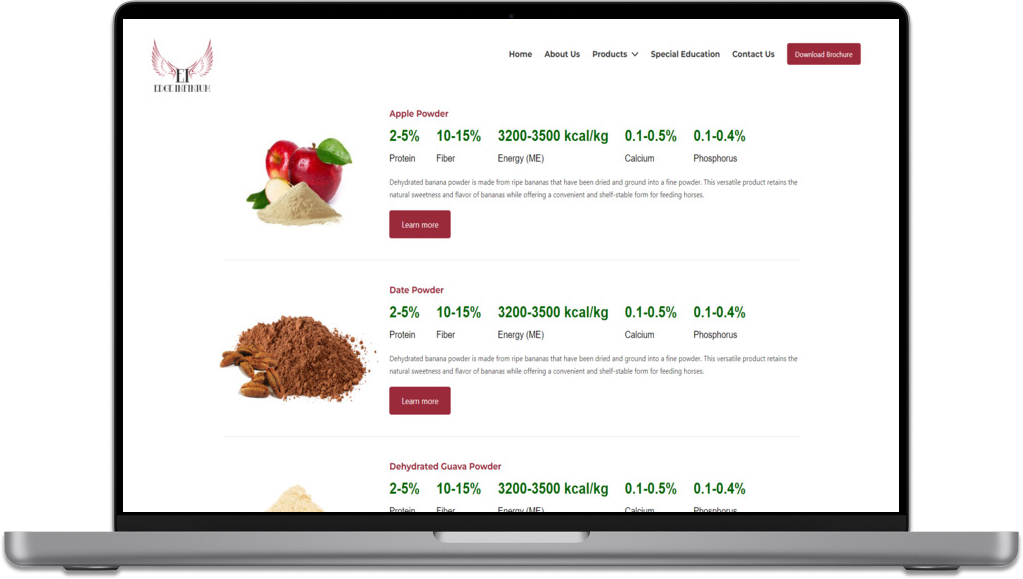 EI
EDGE INFINIUM
Home About Us Products Special Education Contact Us Download Brochure
Apple Powder
2-5% 10-15% 3200-3500 kcal/kg 0.1-0.5% 0.1-0.4%
Protein Fiber Energy (ME) Calcium Phosphorus
Dehydrated banana powder is made from ripe bananas that have been dried and ground into a fine powder. This versatile product retains the
natural sweetness and flavor of bananas while offering a convenient and shelf-stable form for feeding horses.
Learn more
Date Powder
2-5% 10-15% 3200-3500 kcal/kg 0.1-0.5% 0.1-0.4%
Protein Fiber Energy (ME) Calcium Phosphorus
Dehydrated banana powder is made from ripe bananas that have been dried and ground into a fine powder. This versatile product retains the
natural sweetness and flavor of bananas while offering a convenient and shelf-stable form for feeding horses.
Learn more
Dehydrated Guava Powder
2-5% 10-15% 3200-3500 kcal/kg 0.1-0.5% 0.1-0.4%
Protein Fiber Energy (ME) Calcium Phosphorus